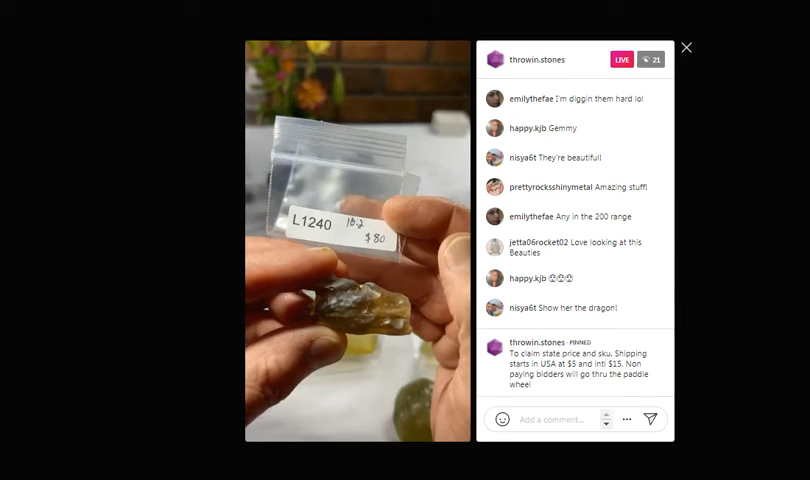 throwin.stones
LIVE
21
emilythefae I'm diggin them hard lol
happy.kjb Gemmy
nisya6t They're beautiful!
prettyrocksshinymetal Amazing stuff!
emilythefae Any in the 200 range
jetta06rocket02 Love looking at this
Beauties
happy.kjb 😍😍😍
nisya6t Show her the dragon!
throwin.stones · PINNED
To claim state price and sku. Shipping
starts in USA at $5 and intl $15. Non
paying bidders will go thru the paddle
wheel
Add a comment...
L1240
$80